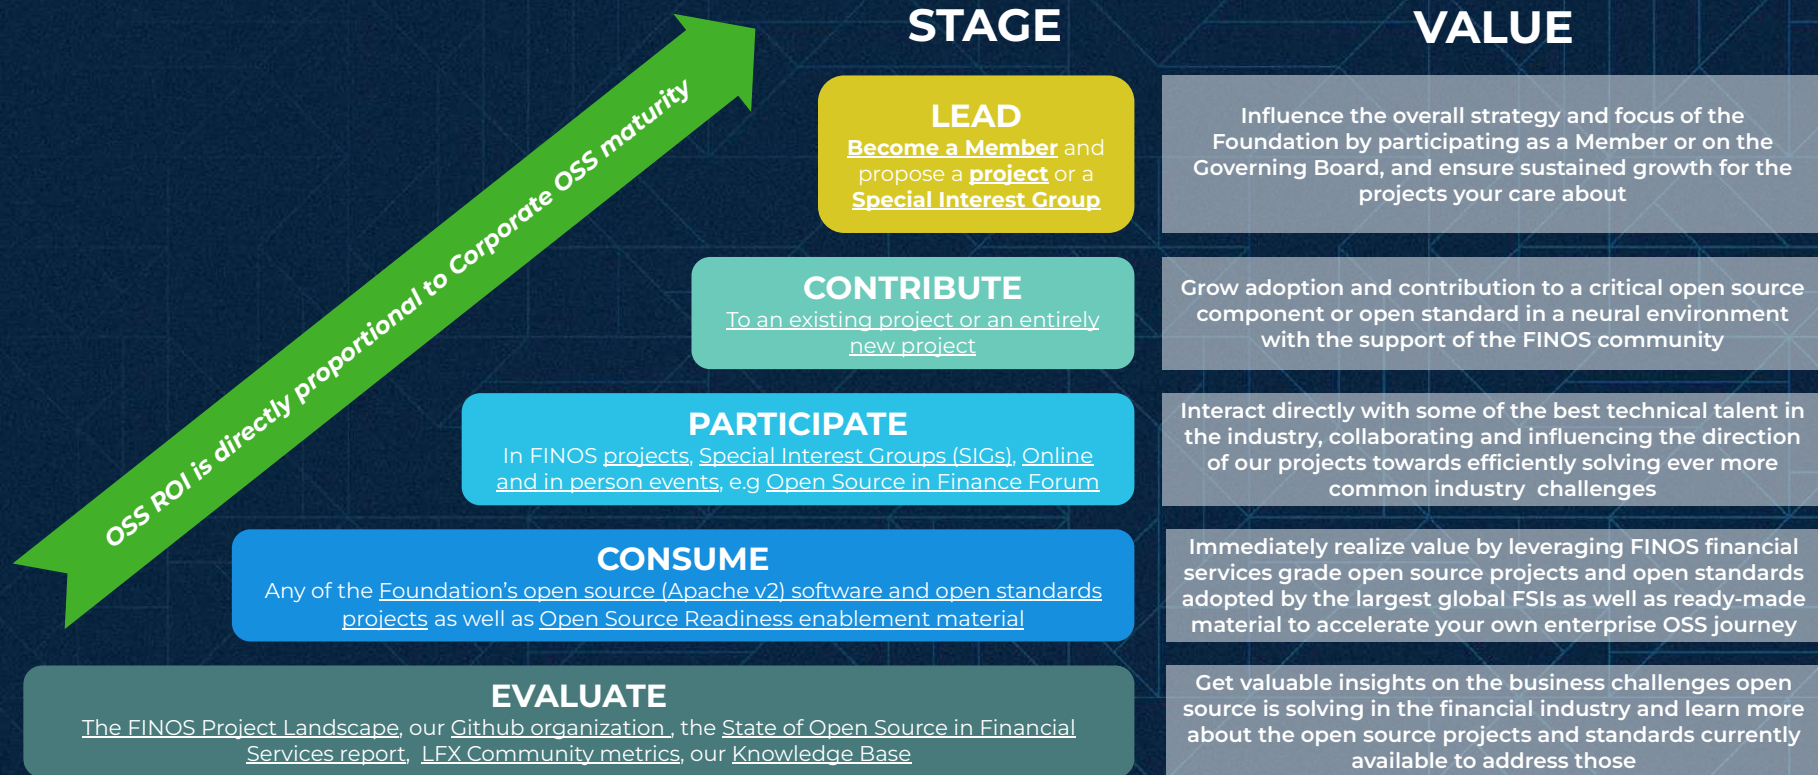 STAGE
VALUE
OSS ROI is directly proportional to Corporate OSS maturity
LEAD
Become a Member and
propose a project or a
Special Interest Group
Influence the overall strategy and focus of the
Foundation by participating as a Member or on the
Governing Board, and ensure sustained growth for the
projects your care about
CONTRIBUTE
To an existing project or an entirely
new project
Grow adoption and contribution to a critical open source
component or open standard in a neural environment
with the support of the FINOS community
PARTICIPATE
In FINOS projects, Special Interest Groups (SIGs), Online
and in person events, e.g Open Source in Finance Forum
Interact directly with some of the best technical talent in
the industry, collaborating and influencing the direction
of our projects towards efficiently solving ever more
common industry challenges
CONSUME
Any of the Foundation's open source (Apache v2) software and open standards
projects as well as Open Source Readiness enablement material
Immediately realize value by leveraging FINOS financial
services grade open source projects and open standards
adopted by the largest global FSIs as well as ready-made
material to accelerate your own enterprise OSS journey
EVALUATE
The FINOS Project Landscape, our Github organization , the State of Open Source in Financial
Services report, LFX Community metrics, our Knowledge Base
Get valuable insights on the business challenges open
source is solving in the financial industry and learn more
about the open source projects and standards currently
available to address those